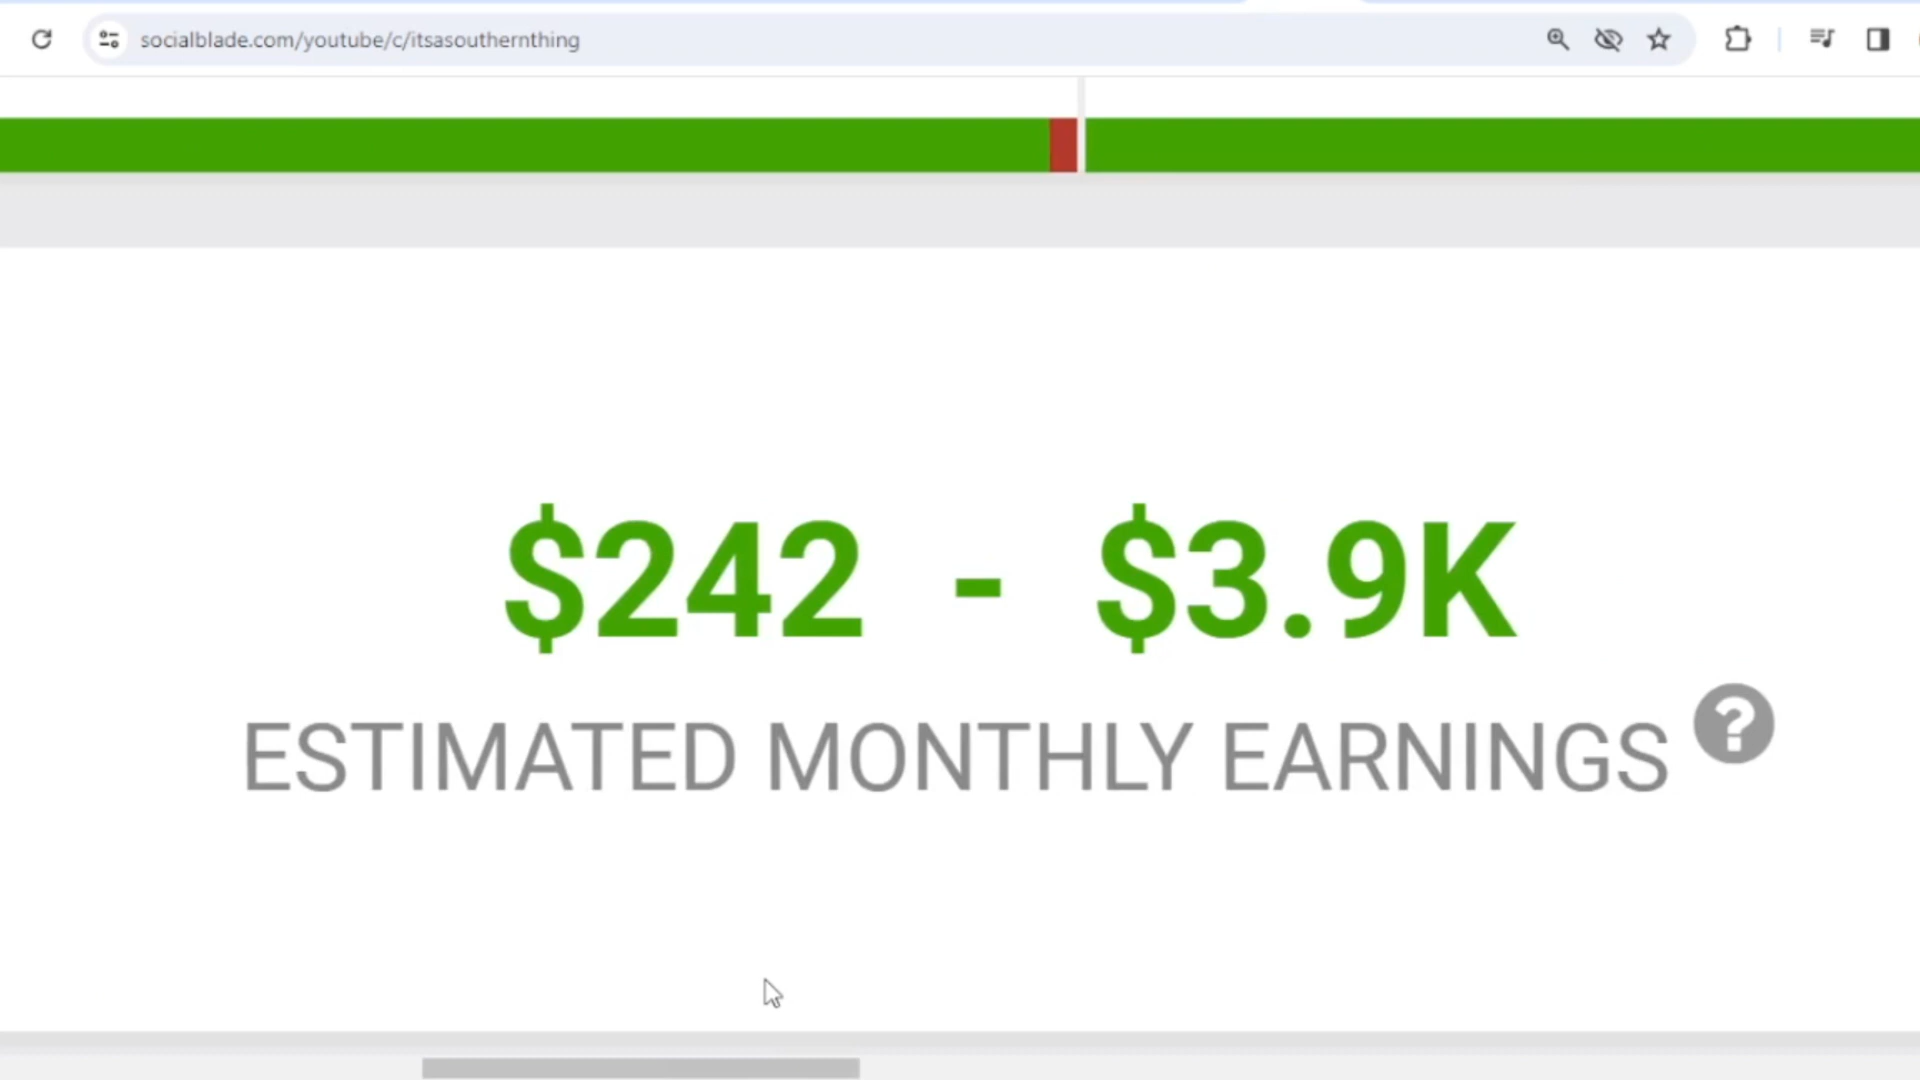 socialblade.com/youtube/c/itsasouthernthing
$242 - $3.9K
ESTIMATED MONTHLY EARNINGS ?